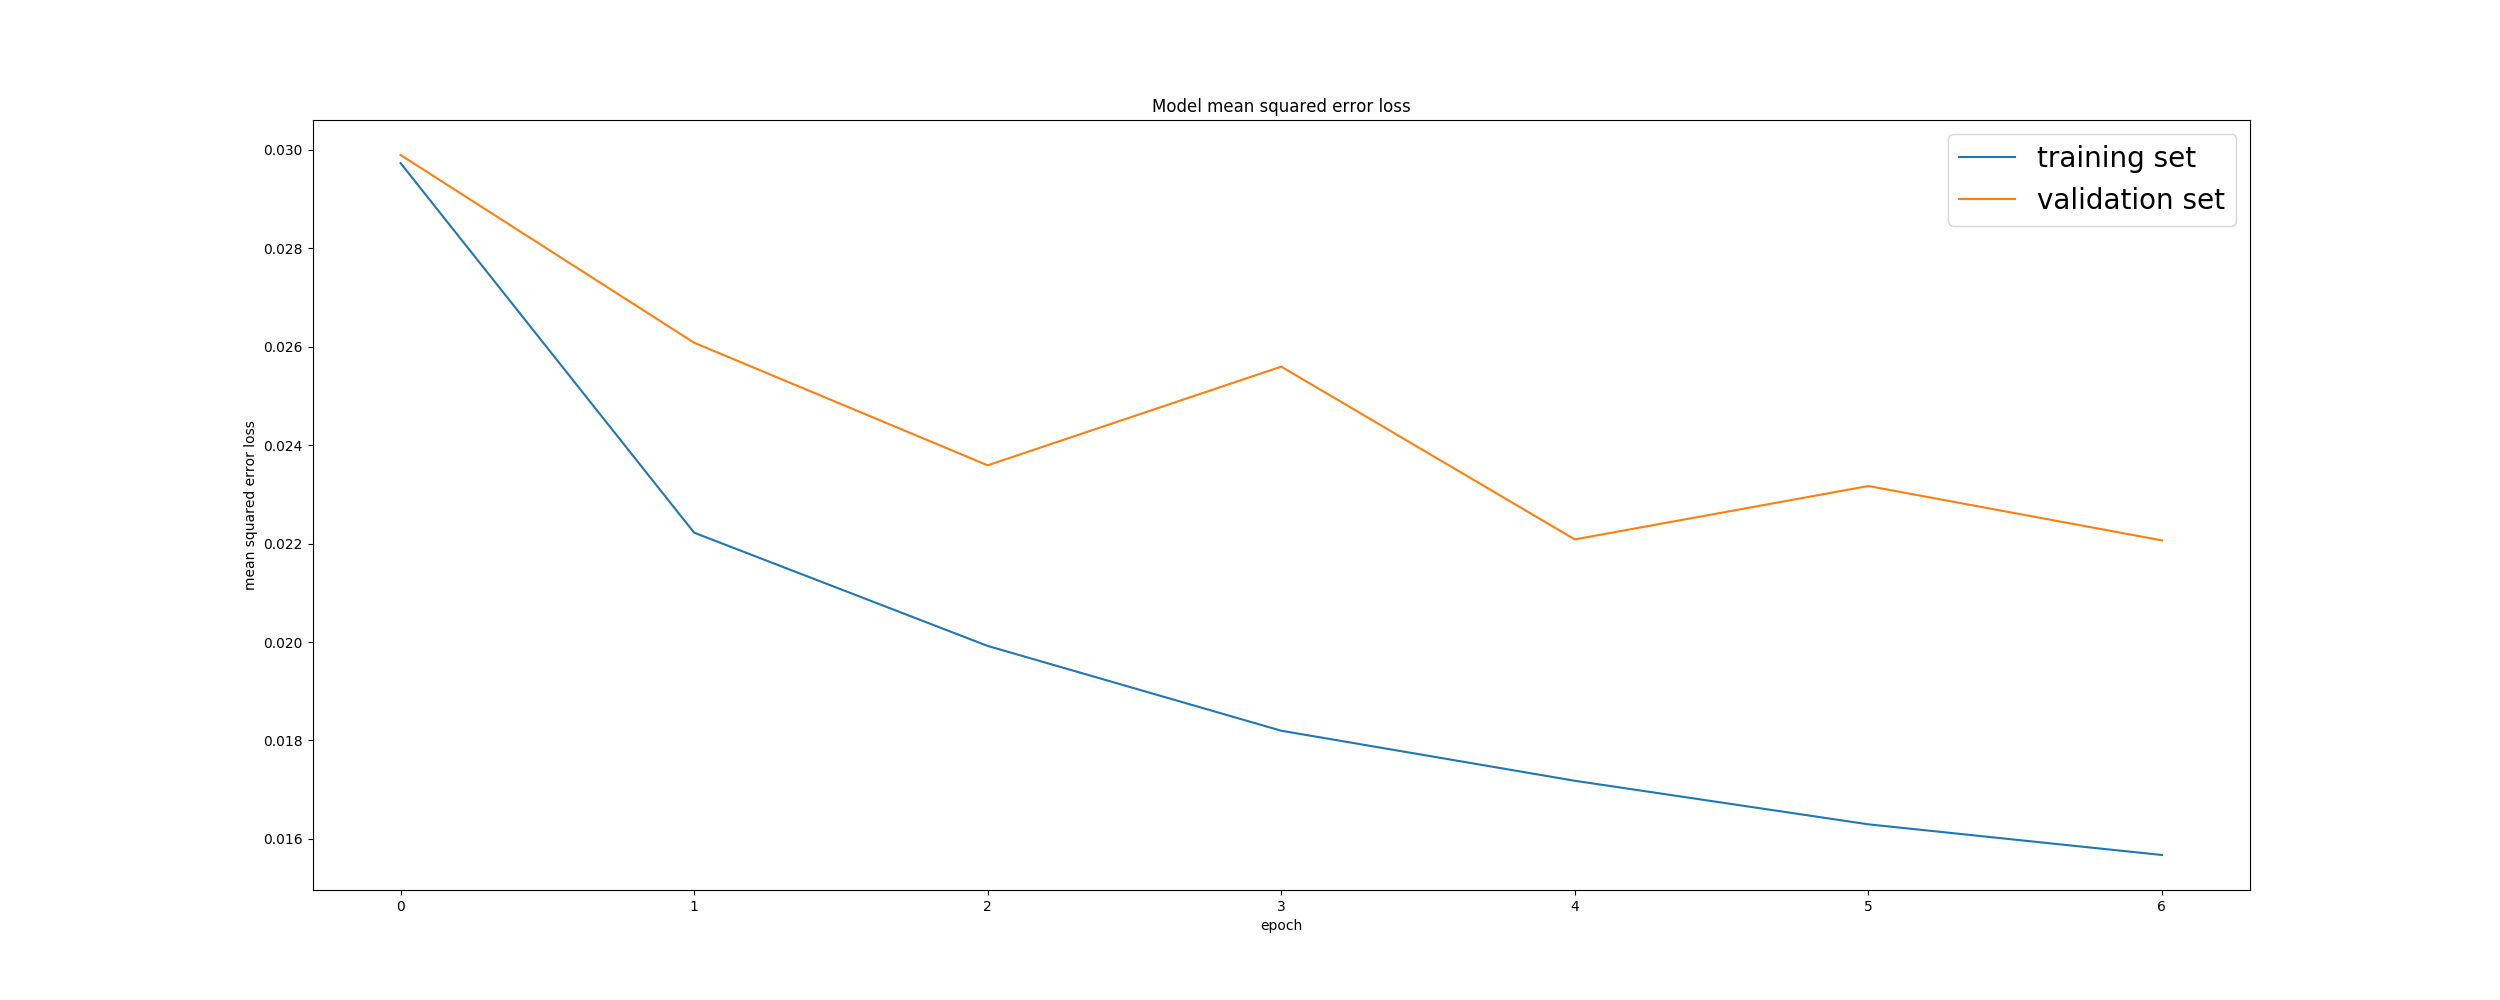 Model mean squared error loss
training set
validation set
mean squared error loss
0.030
0.028
0.026
0.024
0.022
0.020
0.018
0.016
0 1 2 3 4 5 6
epoch